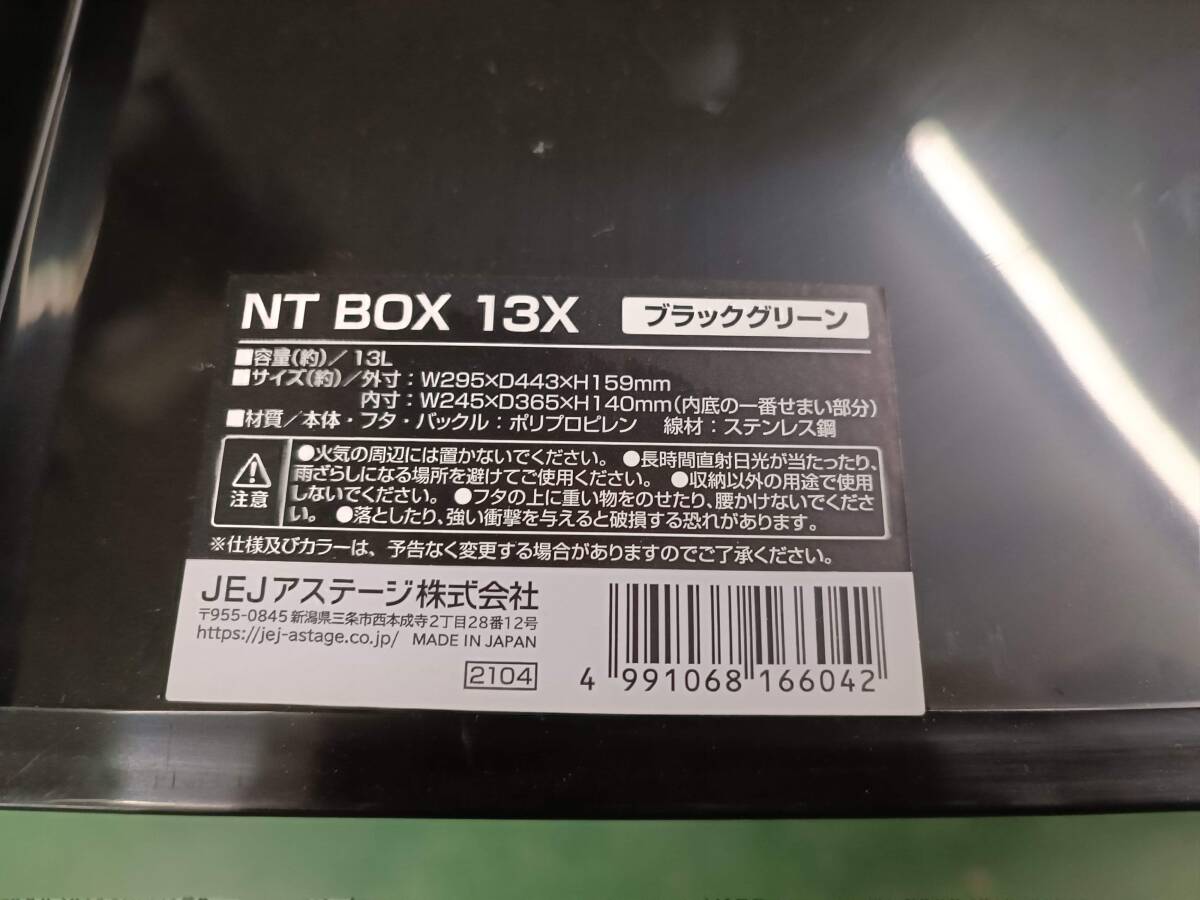 NT BOX 13X ブラックグリーン
■容量(約)/13L
■サイズ(約)/外寸:W295×D443×H159mm
内寸:W245×D365×H140mm(内底の一番せまい部分)
■材質/本体・フタ・バックル:ポリプロピレン 線材:ステンレス鋼
注意
●火気の周辺には置かないでください。 ●長時間直射日光が当たったり、
雨ざらしになる場所を避けてご使用ください。 ●収納以外の用途で使用
しないでください。 ●フタの上に重い物をのせたり、腰かけないでくださ
い。 ●落としたり、強い衝撃を与えると破損する恐れがあります。
※仕様及びカラーは、予告なく変更する場合がありますのでご了承ください。
JEJアステージ株式会社
〒955-0845 新潟県三条市西本成寺2丁目28番12号
https://jej-astage.co.jp/ MADE IN JAPAN
2104
4 991068 166042